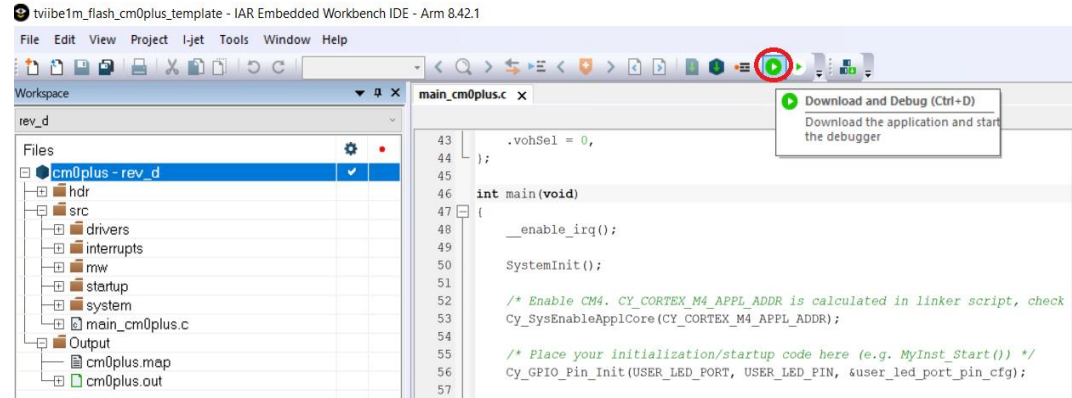 tviibe1m_flash_cm0plus_template - IAR Embedded Workbench IDE - Arm 8.42.1
File Edit View Project I-jet Tools Window Help
Workspace
main_cm0plus.c x
rev_d
Download and Debug (Ctrl+D)
Download the application and start
the debugger
Files
cm0plus - rev_d
hdr
src
drivers
interrupts
mw
startup
system
main_cm0plus.c
Output
cm0plus.map
cm0plus.out
43 .vohSel = 0,
44 };
45
46 int main(void)
47 {
48 __enable_irq();
49
50 SystemInit();
51
52 /* Enable CM4. CY_CORTEX_M4_APPL_ADDR is calculated in linker script, check
53 Cy_SysEnableApplCore(CY_CORTEX_M4_APPL_ADDR);
54
55 /* Place your initialization/startup code here (e.g. MyInst_Start()) */
56 Cy_GPIO_Pin_Init(USER_LED_PORT, USER_LED_PIN, &user_led_port_pin_cfg);
57